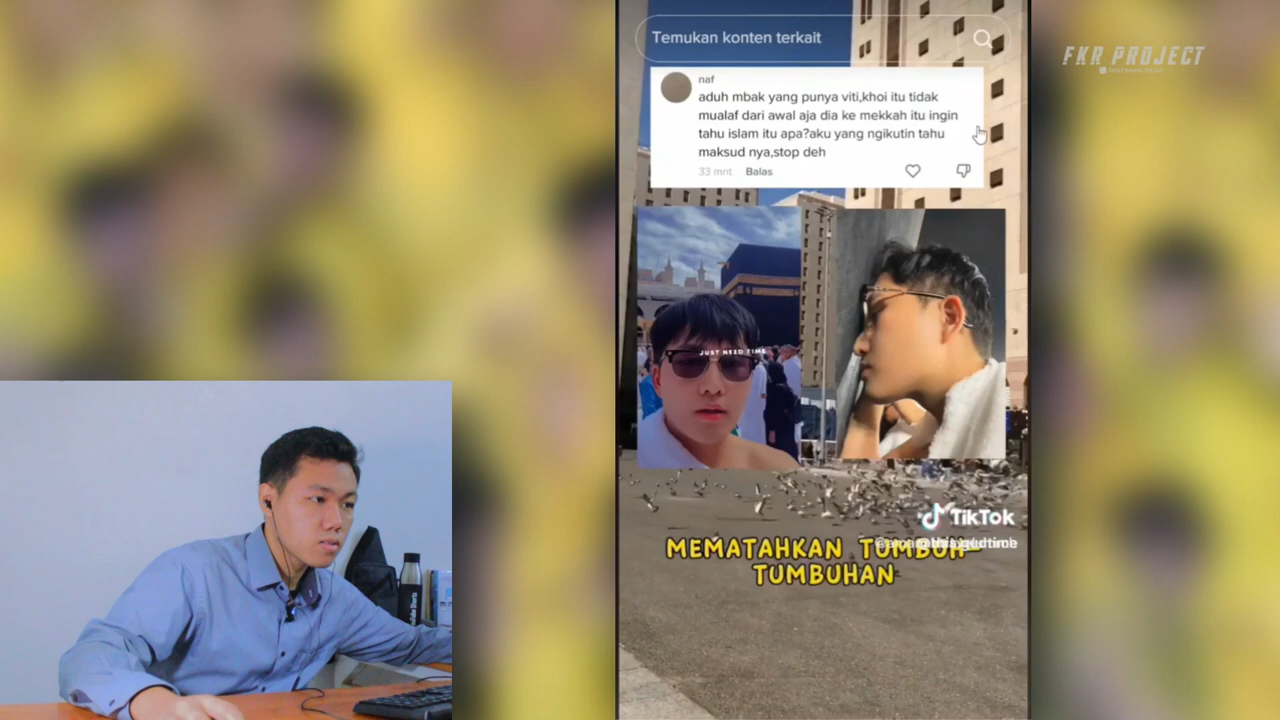 Temukan konten terkait
FKR PROJECT
naf
aduh mbak yang punya viti,khoi itu tidak
mualaf dari awal aja dia ke mekkah itu ingin
tahu islam itu apa?aku yang ngikutin tahu
maksud nya,stop deh
33 mnt Balas
JUST NEED TIME
TikTok
MEMATAHKAN TUMBUH-
TUMBUHAN